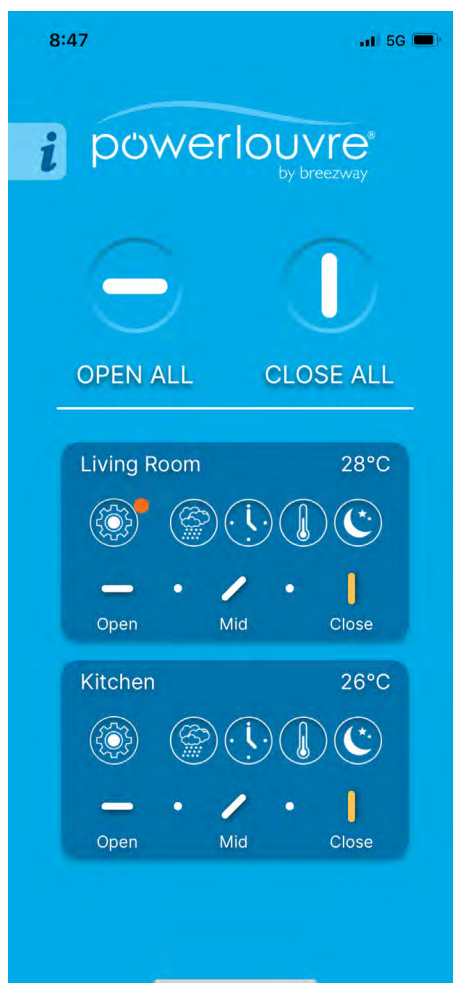 8:47
5G
i
powerlouvre®
by breezway
OPEN ALL
CLOSE ALL
Living Room
28°C
Open
Mid
Close
Kitchen
26°C
Open
Mid
Close